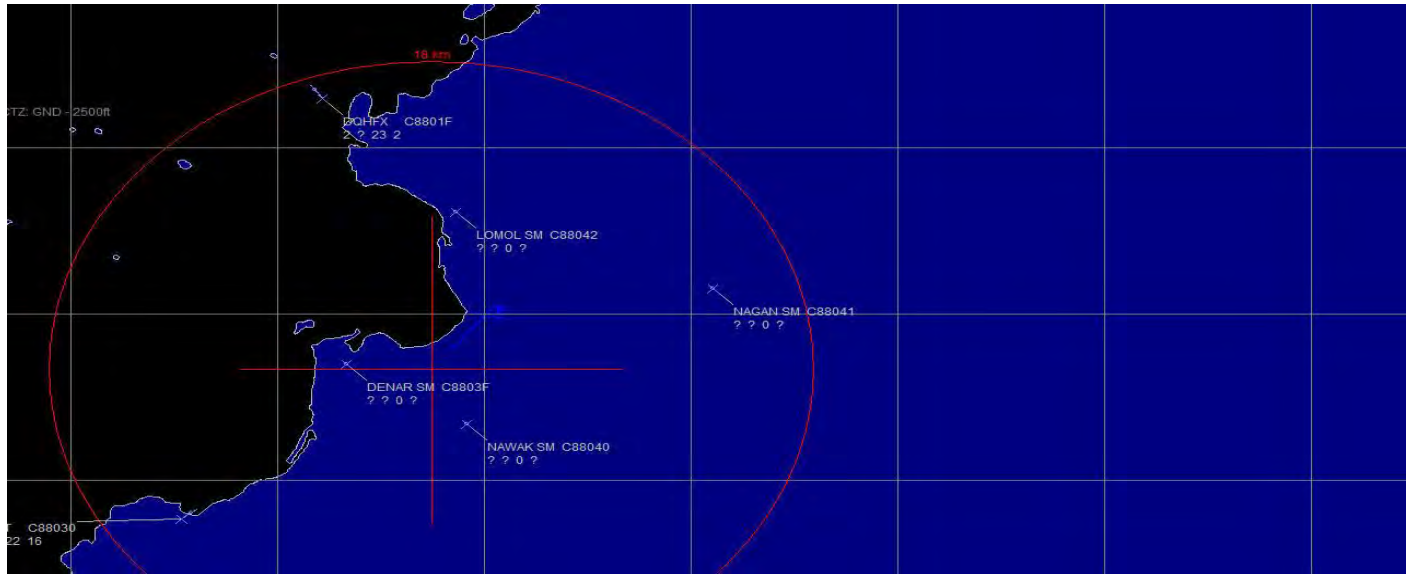 18 km
CTZ: GND - 2500ft
DQHFX C8801F
2 ? 23 2
LOMOL SM C88042
? ? 0 ?
NAGAN SM C88041
? ? 0 ?
DENAR SM C8803F
? ? 0 ?
NAWAK SM C88040
? ? 0 ?
T C88030
22 16